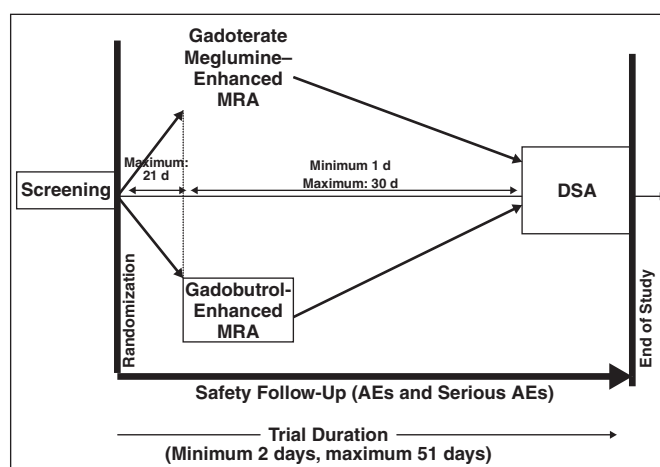 Gadoterate
Meglumine–
Enhanced
MRA
Maximum:
21 d
Minimum 1 d
Maximum: 30 d
Screening
DSA
Randomization
Gadobutrol-
Enhanced
MRA
End of Study
Safety Follow-Up (AEs and Serious AEs)
Trial Duration
(Minimum 2 days, maximum 51 days)